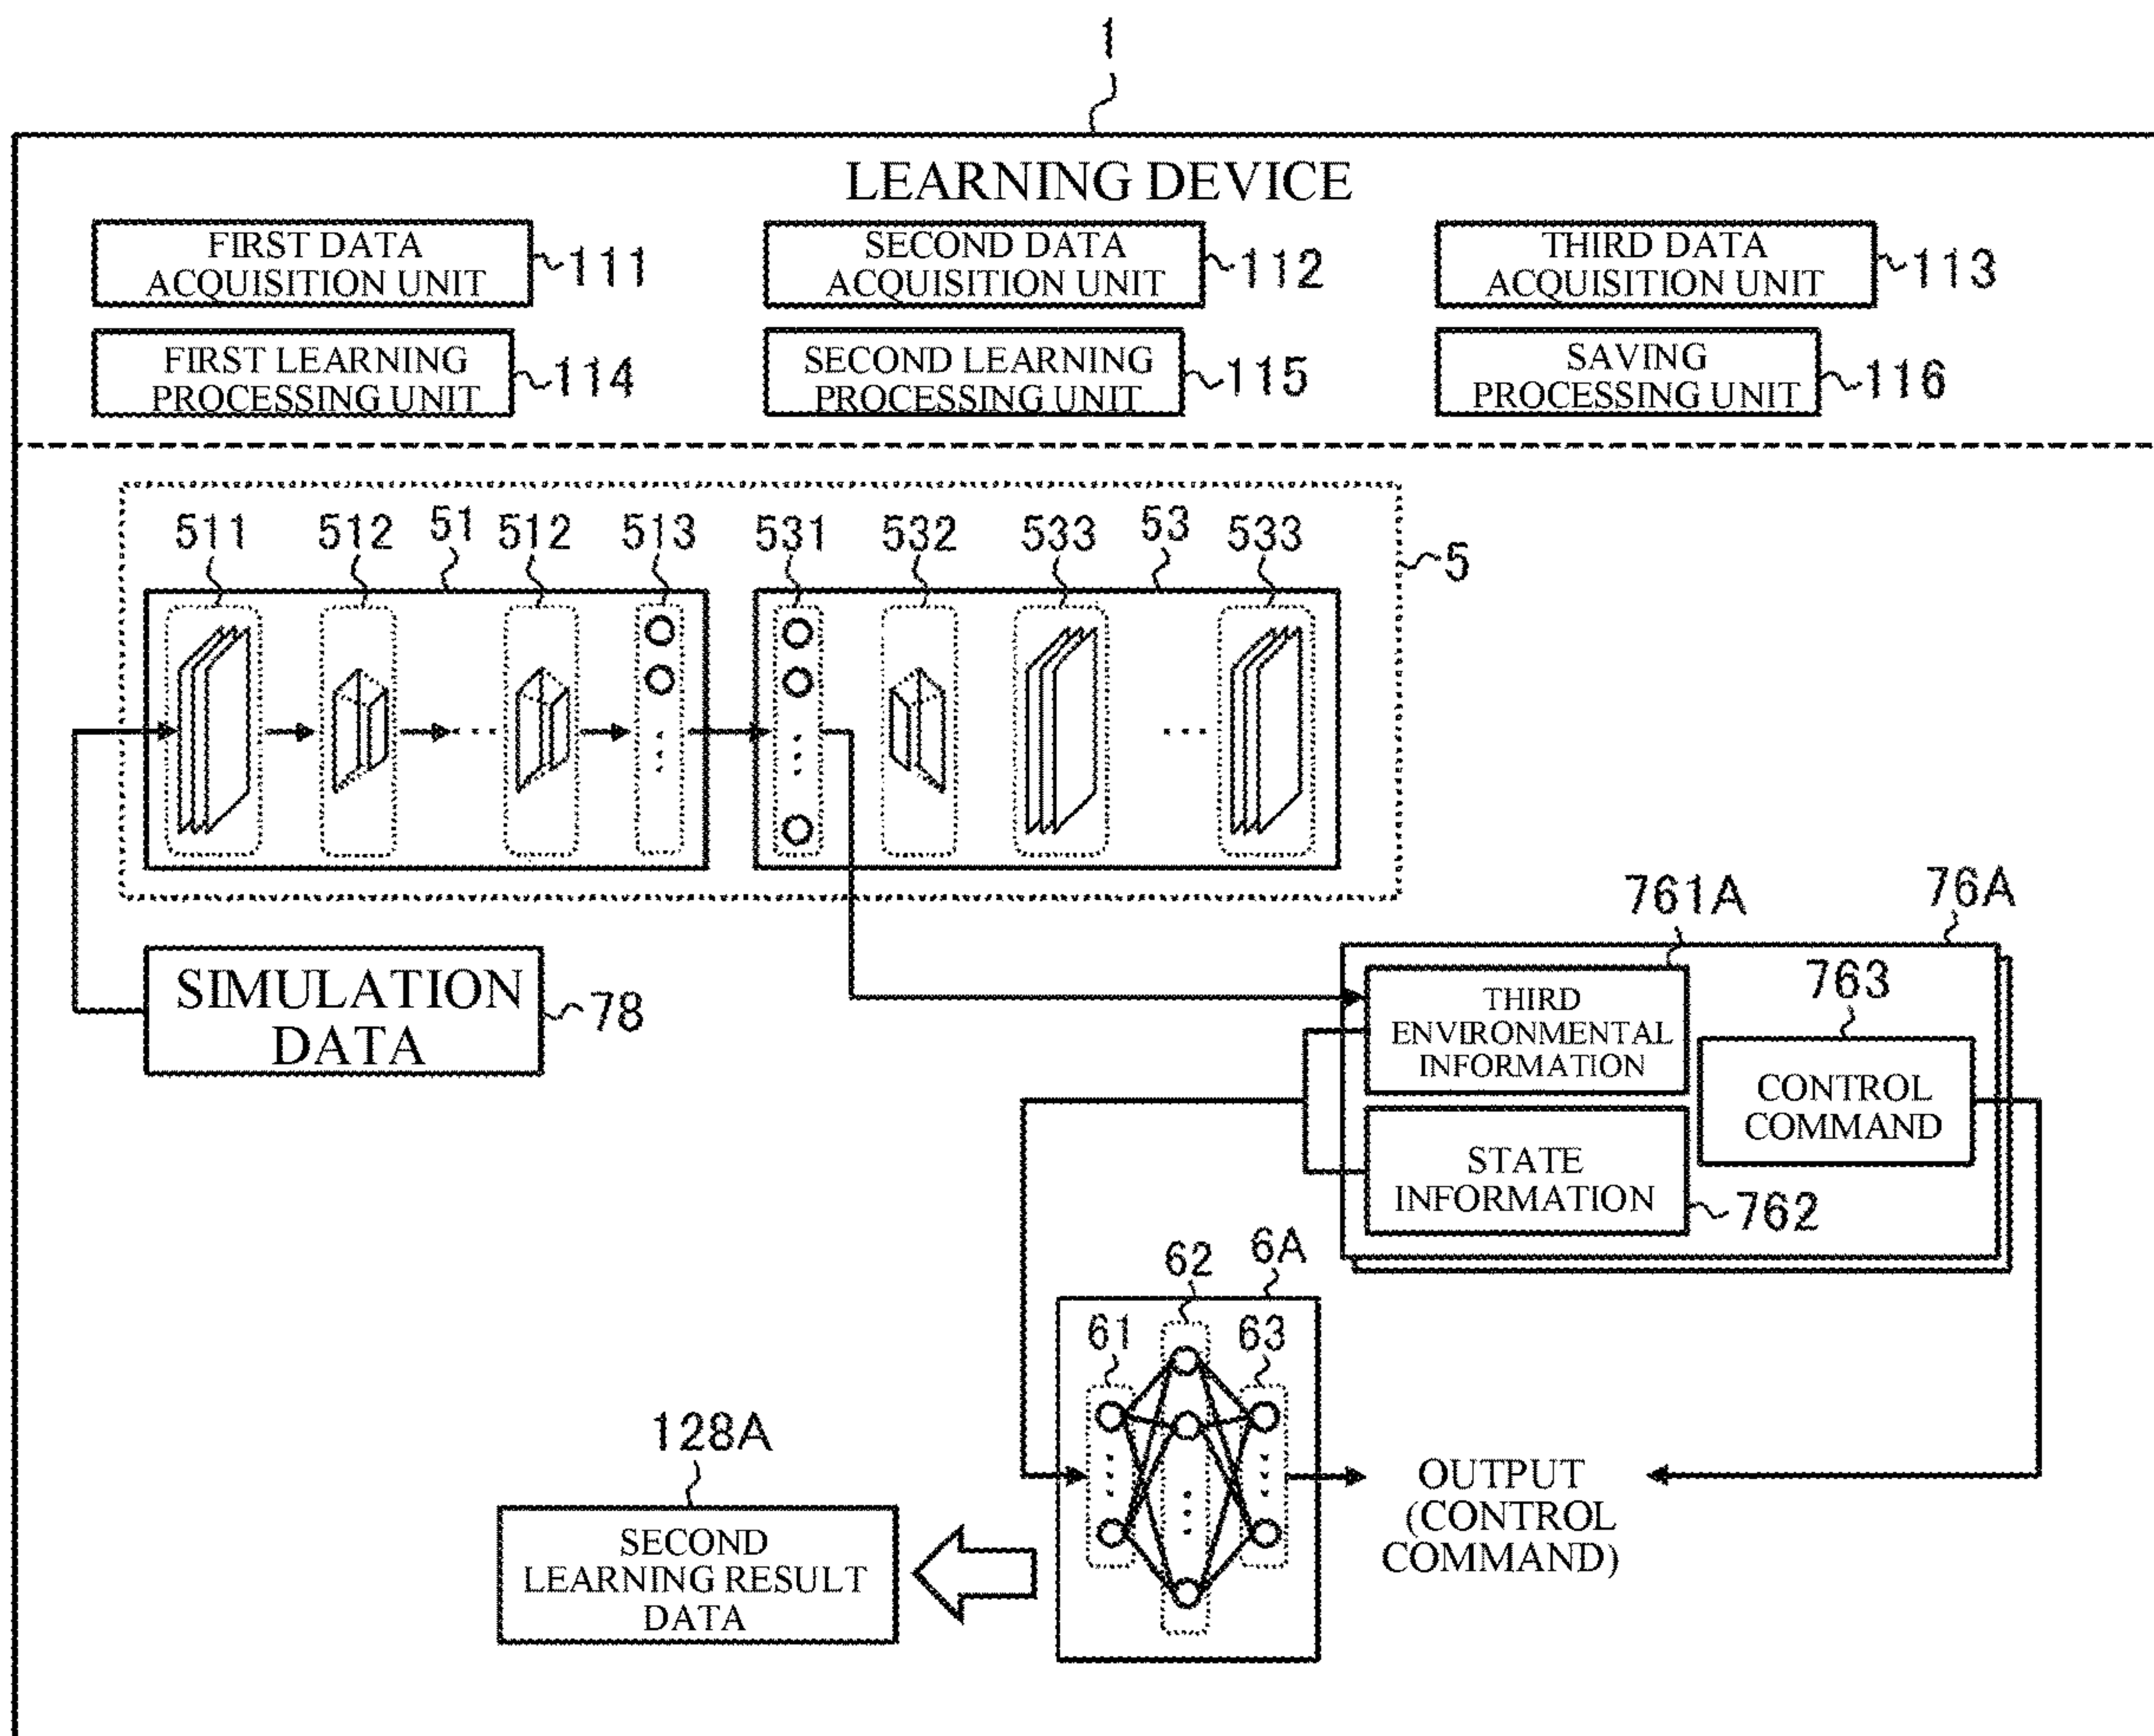 1
LEARNING DEVICE
FIRST DATA
ACQUISITION UNIT
111
SECOND DATA
ACQUISITION UNIT
112
THIRD DATA
ACQUISITION UNIT
113
FIRST LEARNING
PROCESSING UNIT
114
SECOND LEARNING
PROCESSING UNIT
115
SAVING
PROCESSING UNIT
116
511
512
51
512
513
531
532
533
53
533
5
SIMULATION
DATA
78
761A
76A
THIRD
ENVIRONMENTAL
INFORMATION
763
CONTROL
COMMAND
STATE
INFORMATION
762
62
6A
61
63
128A
SECOND
LEARNING RESULT
DATA
OUTPUT
(CONTROL
COMMAND)